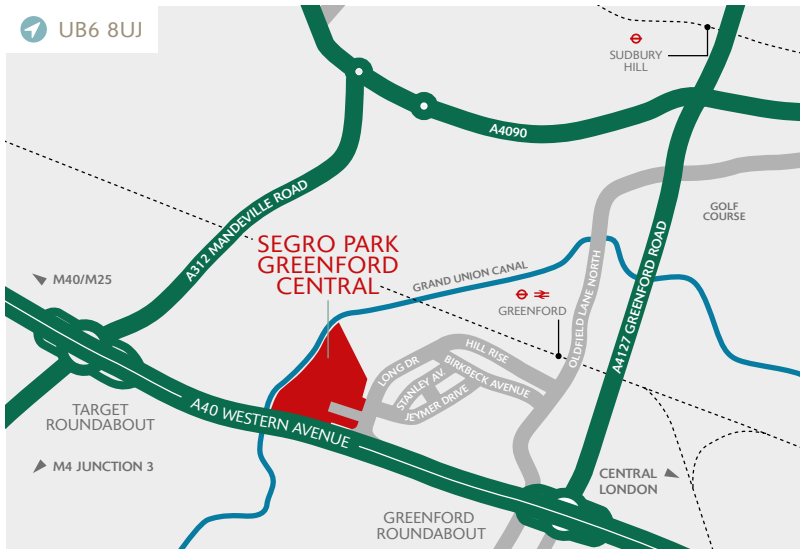 UB6 8UJ
SUDBURY
HILL
A4090
A312 MANDEVILLE ROAD
GOLF
COURSE
SEGRO PARK
GREENFORD
CENTRAL
M40/M25
GRAND UNION CANAL
GREENFORD
OLDFIELD LANE NORTH
A4127 GREENFORD ROAD
HILL RISE
LONG DR
BIRKBECK AVENUE
STANLEY AV.
JEYMER DRIVE
TARGET
ROUNDABOUT
A40 WESTERN AVENUE
M4 JUNCTION 3
CENTRAL
LONDON
GREENFORD
ROUNDABOUT